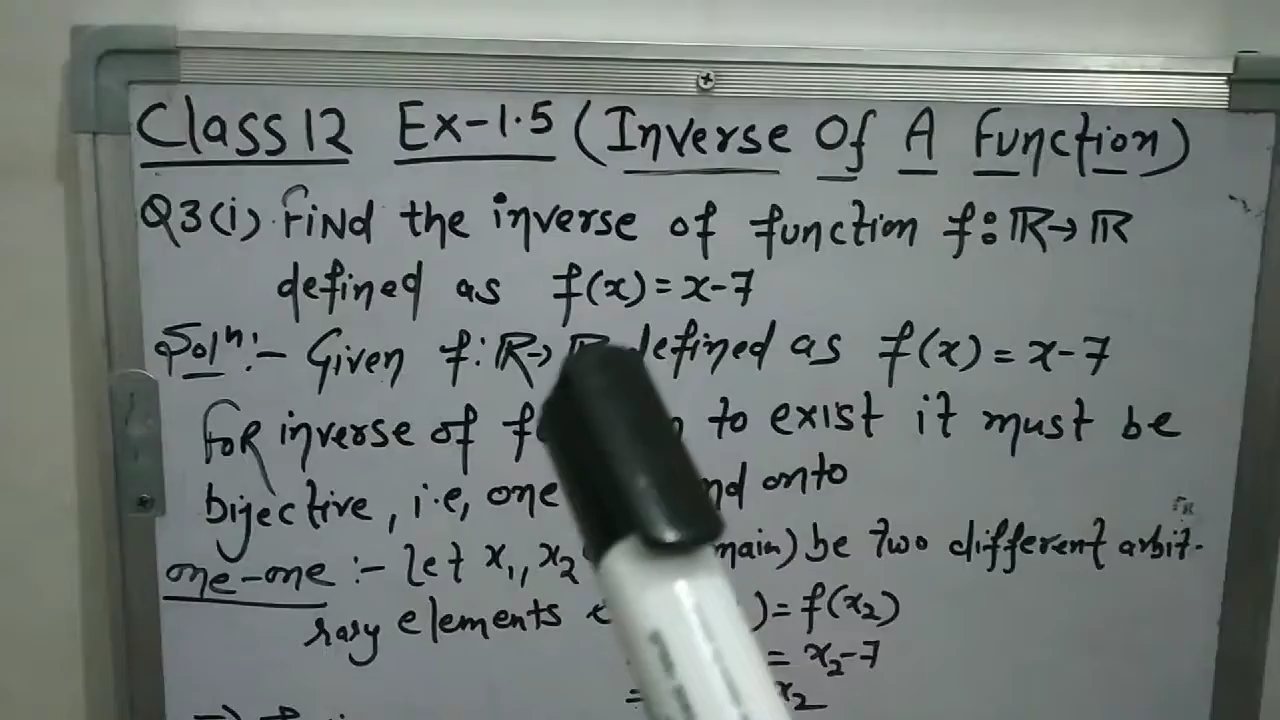 Class 12 Ex-1.5 (Inverse Of A Function)
Q3(i). Find the inverse of function f: ℝ→ℝ
defined as f(x) = x-7
Solⁿ:- Given f: ℝ→ℝ defined as f(x) = x-7
For inverse of to exist it must be
bijective, i.e, one onto
one-one :- let x₁, x₂ be two different arbit-
rary elements = f(x₂)
= x₂-7
= x₂